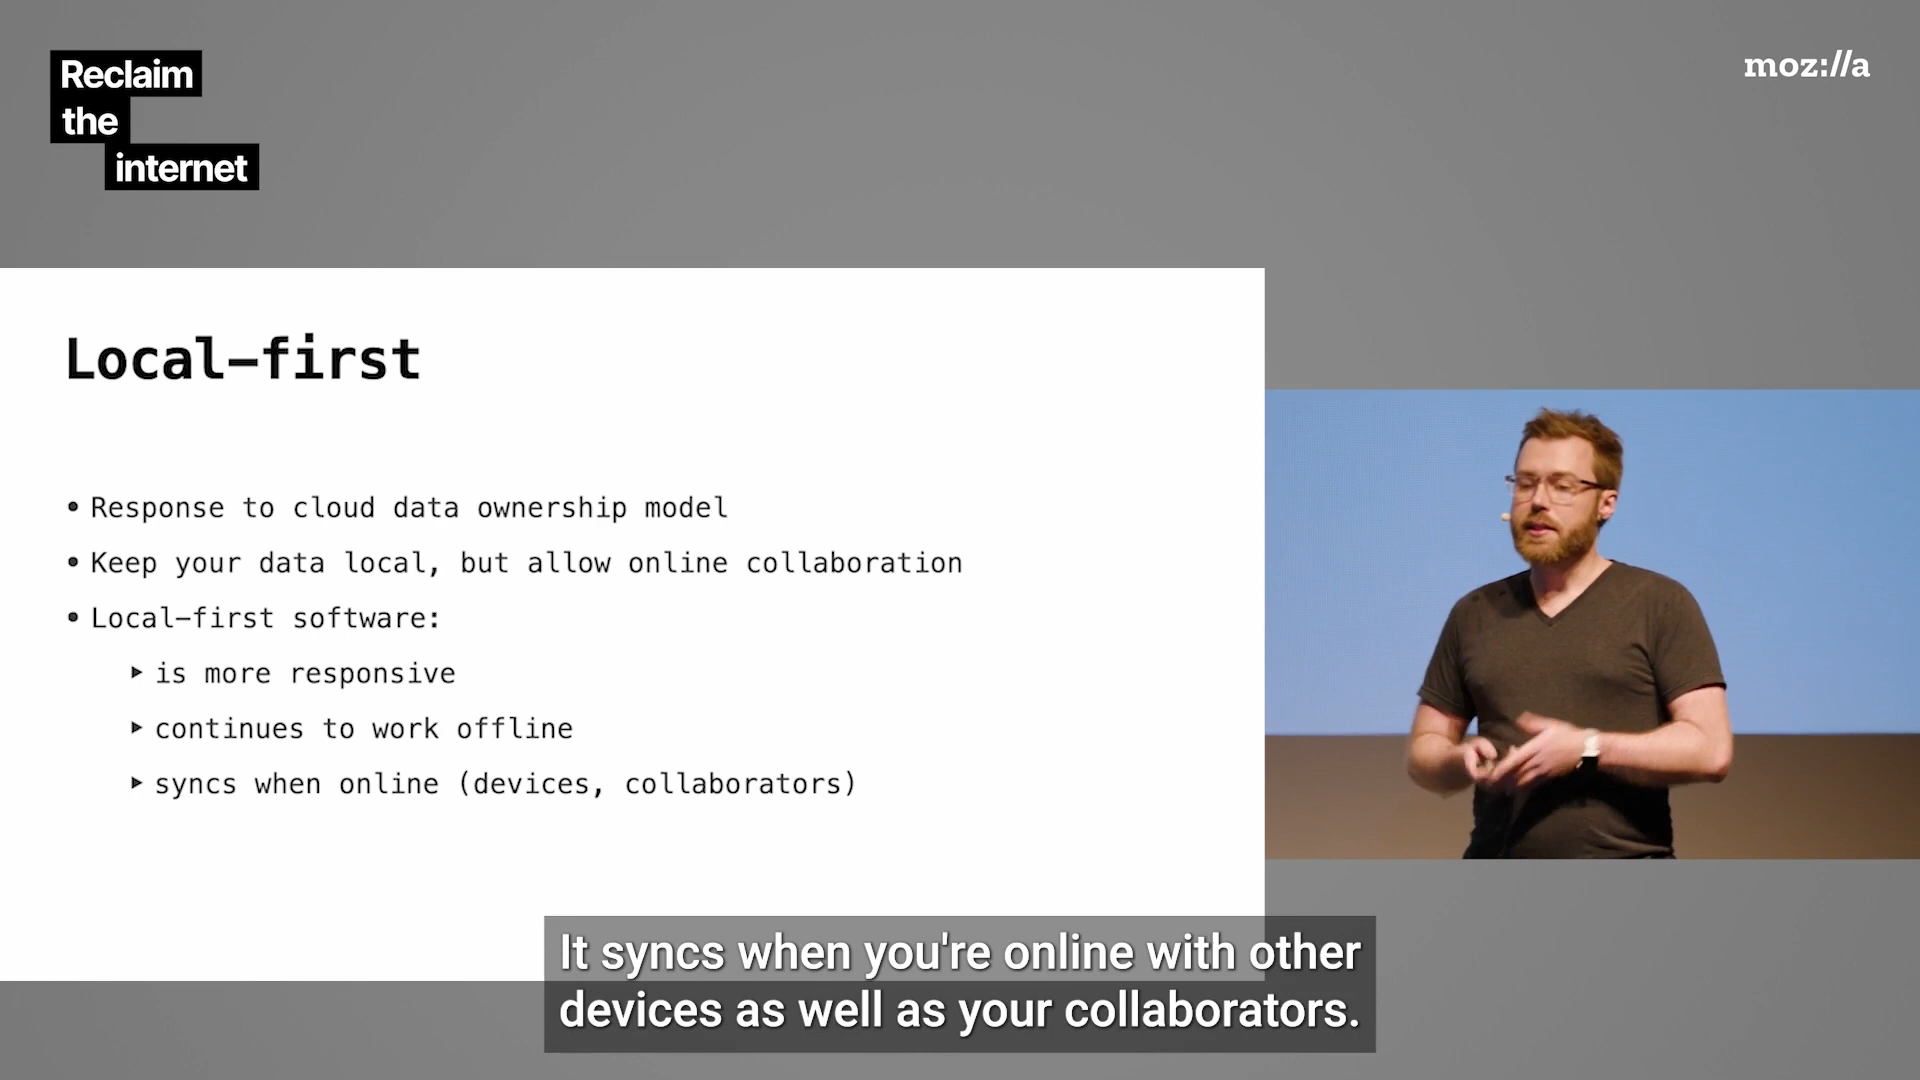 Reclaim
the
internet
moz://a
Local-first
• Response to cloud data ownership model
• Keep your data local, but allow online collaboration
• Local-first software:
▸ is more responsive
▸ continues to work offline
▸ syncs when online (devices, collaborators)
It syncs when you're online with other
devices as well as your collaborators.